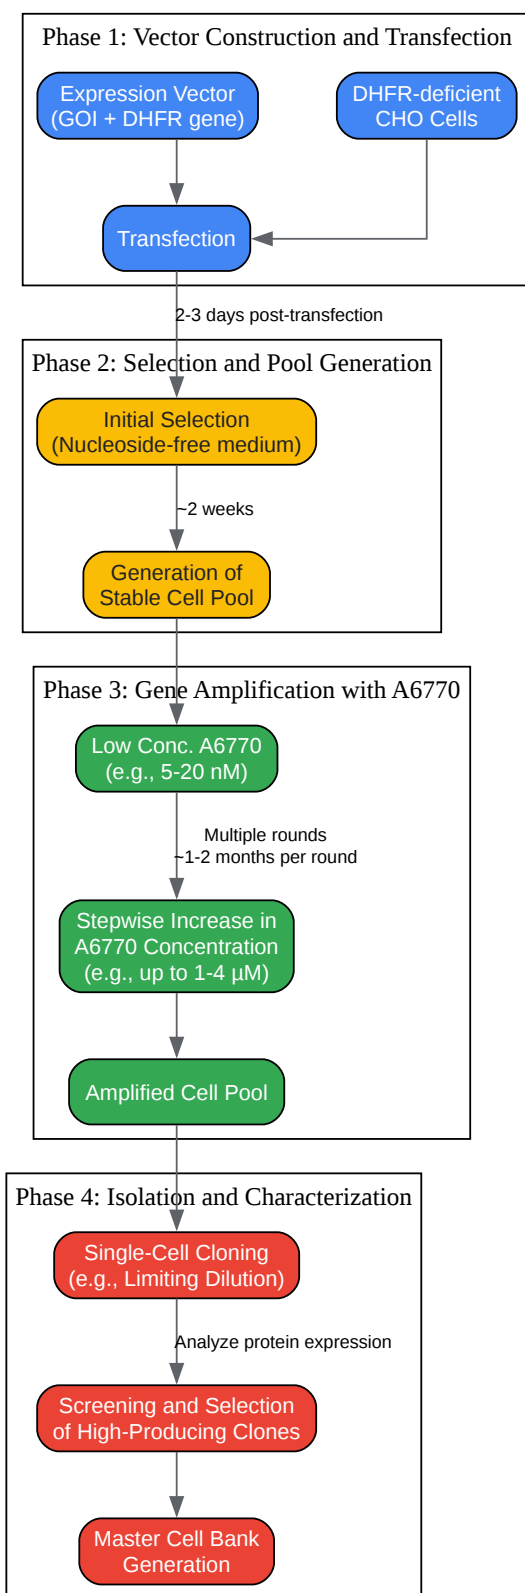 Phase 1: Vector Construction and Transfection
Expression Vector
(GOI + DHFR gene)
DHFR-deficient
CHO Cells
Transfection
2-3 days post-transfection
Phase 2: Selection and Pool Generation
Initial Selection
(Nucleoside-free medium)
~2 weeks
Generation of
Stable Cell Pool
Phase 3: Gene Amplification with A6770
Low Conc. A6770
(e.g., 5-20 nM)
Multiple rounds
~1-2 months per round
Stepwise Increase in
A6770 Concentration
(e.g., up to 1-4 µM)
Amplified Cell Pool
Phase 4: Isolation and Characterization
Single-Cell Cloning
(e.g., Limiting Dilution)
Analyze protein expression
Screening and Selection
of High-Producing Clones
Master Cell Bank
Generation